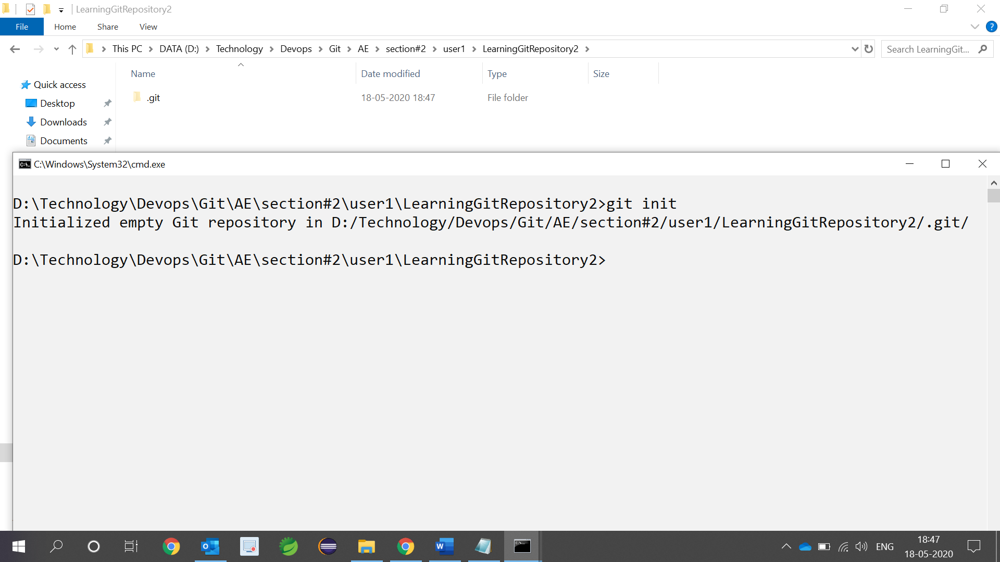 LearningGitRepository2
File Home Share View
This PC DATA (D:) Technology Devops Git AE section#2 user1 LearningGitRepository2 Search LearningGit...
Name Date modified Type Size
Quick access
.git 18-05-2020 18:47 File folder
Desktop
Downloads
Documents
C:\Windows\System32\cmd.exe
D:\Technology\Devops\Git\AE\section#2\user1\LearningGitRepository2>git init
Initialized empty Git repository in D:/Technology/Devops/Git/AE/section#2/user1/LearningGitRepository2/.git/
D:\Technology\Devops\Git\AE\section#2\user1\LearningGitRepository2>
ENG
18:47
18-05-2020